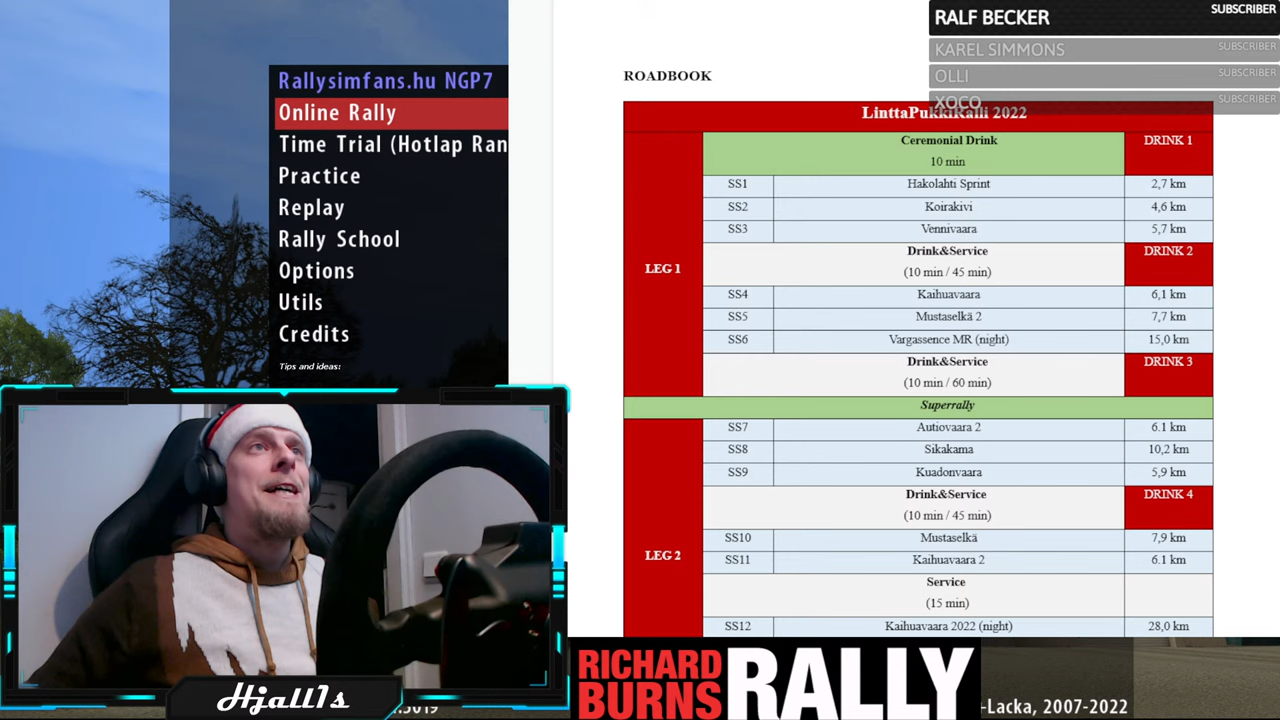 RALF BECKER SUBSCRIBER
KAREL SIMMONS SUBSCRIBER
OLLI SUBSCRIBER
XOCO SUBSCRIBER
Rallysimfans.hu NGP7
Online Rally
Time Trial (Hotlap Ran
Practice
Replay
Rally School
Options
Utils
Credits
Tips and ideas:
ROADBOOK
LinttaPukkiRalli 2022
Ceremonial Drink
10 min
DRINK 1
LEG 1
SS1 Hakolahti Sprint 2,7 km
SS2 Koirakivi 4,6 km
SS3 Vennivaara 5,7 km
Drink&Service
(10 min / 45 min)
DRINK 2
SS4 Kaihuavaara 6,1 km
SS5 Mustaselkä 2 7,7 km
SS6 Vargassence MR (night) 15,0 km
Drink&Service
(10 min / 60 min)
DRINK 3
Superrally
LEG 2
SS7 Autiovaara 2 6.1 km
SS8 Sikakama 10,2 km
SS9 Kuadonvaara 5,9 km
Drink&Service
(10 min / 45 min)
DRINK 4
SS10 Mustaselkä 7,9 km
SS11 Kaihuavaara 2 6.1 km
Service
(15 min)
SS12 Kaihuavaara 2022 (night) 28,0 km
Hjall1s
RICHARD
BURNS
RALLY
-Lacka, 2007-2022